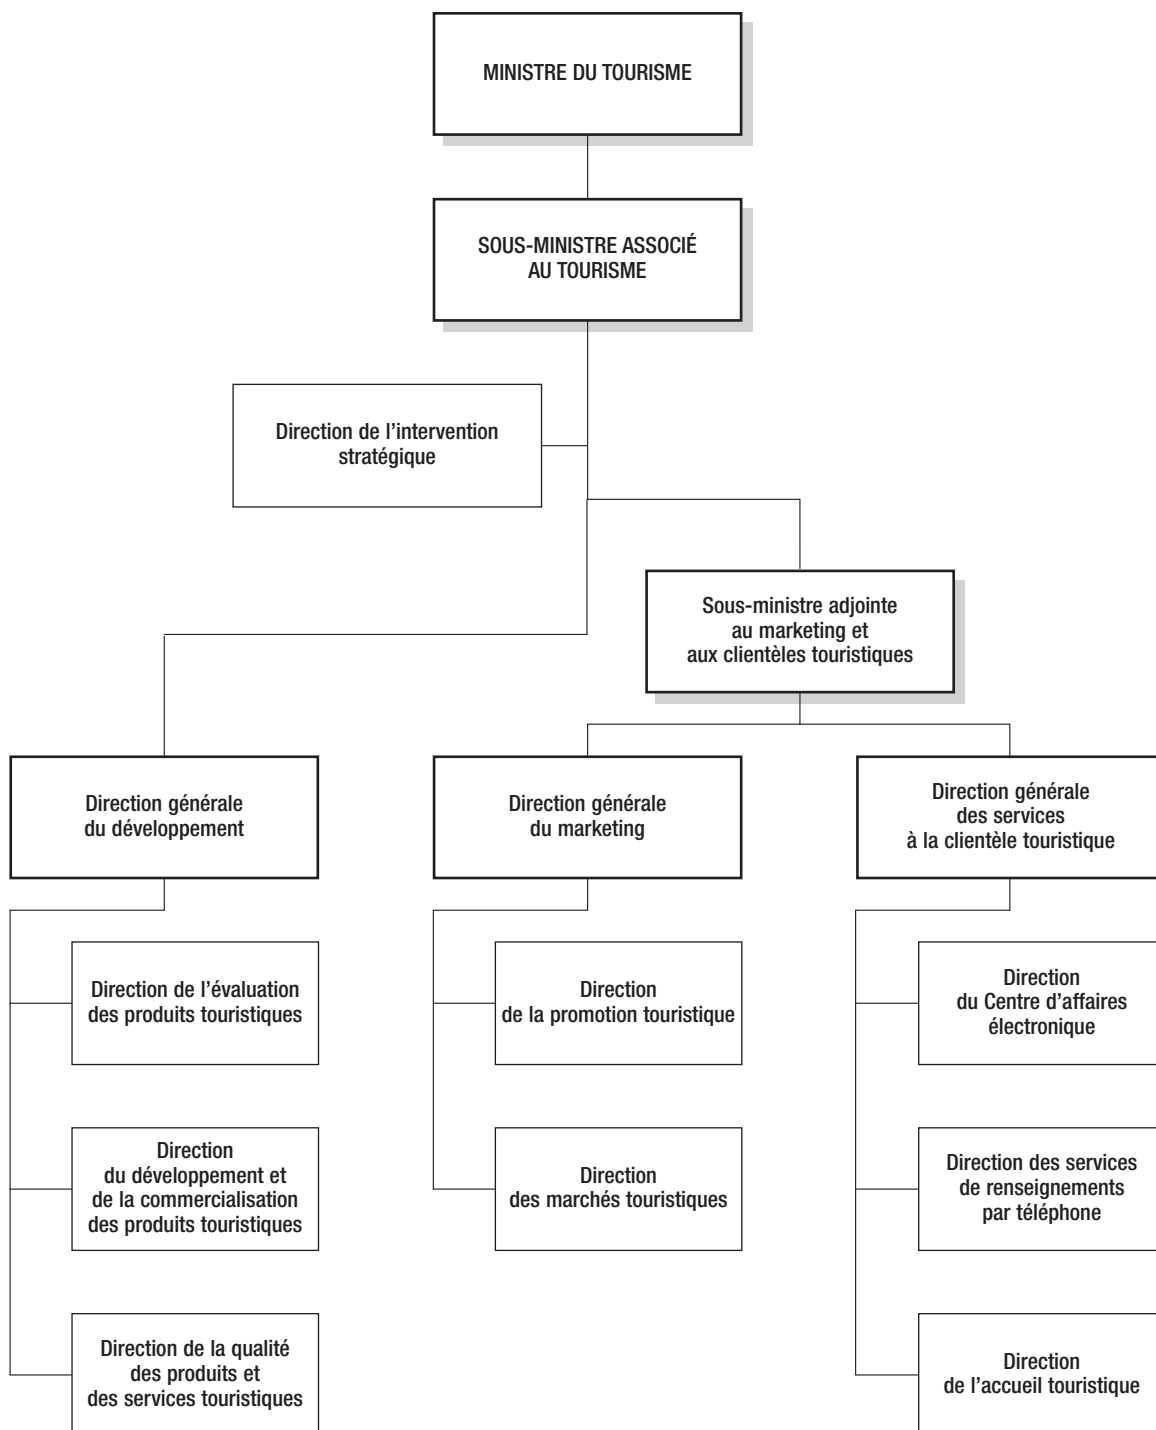 MINISTRE DU TOURISME
SOUS-MINISTRE ASSOCIÉ
AU TOURISME
Direction de l’intervention
stratégique
Sous-ministre adjointe
au marketing et
aux clientèles touristiques
Direction générale
du développement
Direction générale
du marketing
Direction générale
des services
à la clientèle touristique
Direction de l’évaluation
des produits touristiques
Direction
de la promotion touristique
Direction
du Centre d’affaires
électronique
Direction
du développement et
de la commercialisation
des produits touristiques
Direction
des marchés touristiques
Direction des services
de renseignements
par téléphone
Direction de la qualité
des produits et
des services touristiques
Direction
de l’accueil touristique